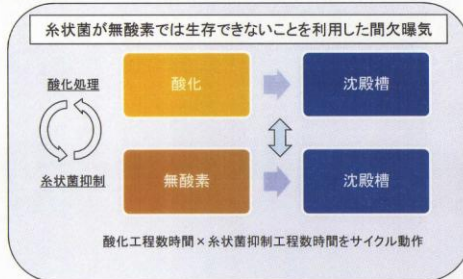 糸状菌が無酸素では生存できないことを利用した間欠曝気
酸化処理
酸化
沈殿槽
糸状菌抑制
無酸素
沈殿槽
酸化工程数時間×糸状菌抑制工程数時間をサイクル動作